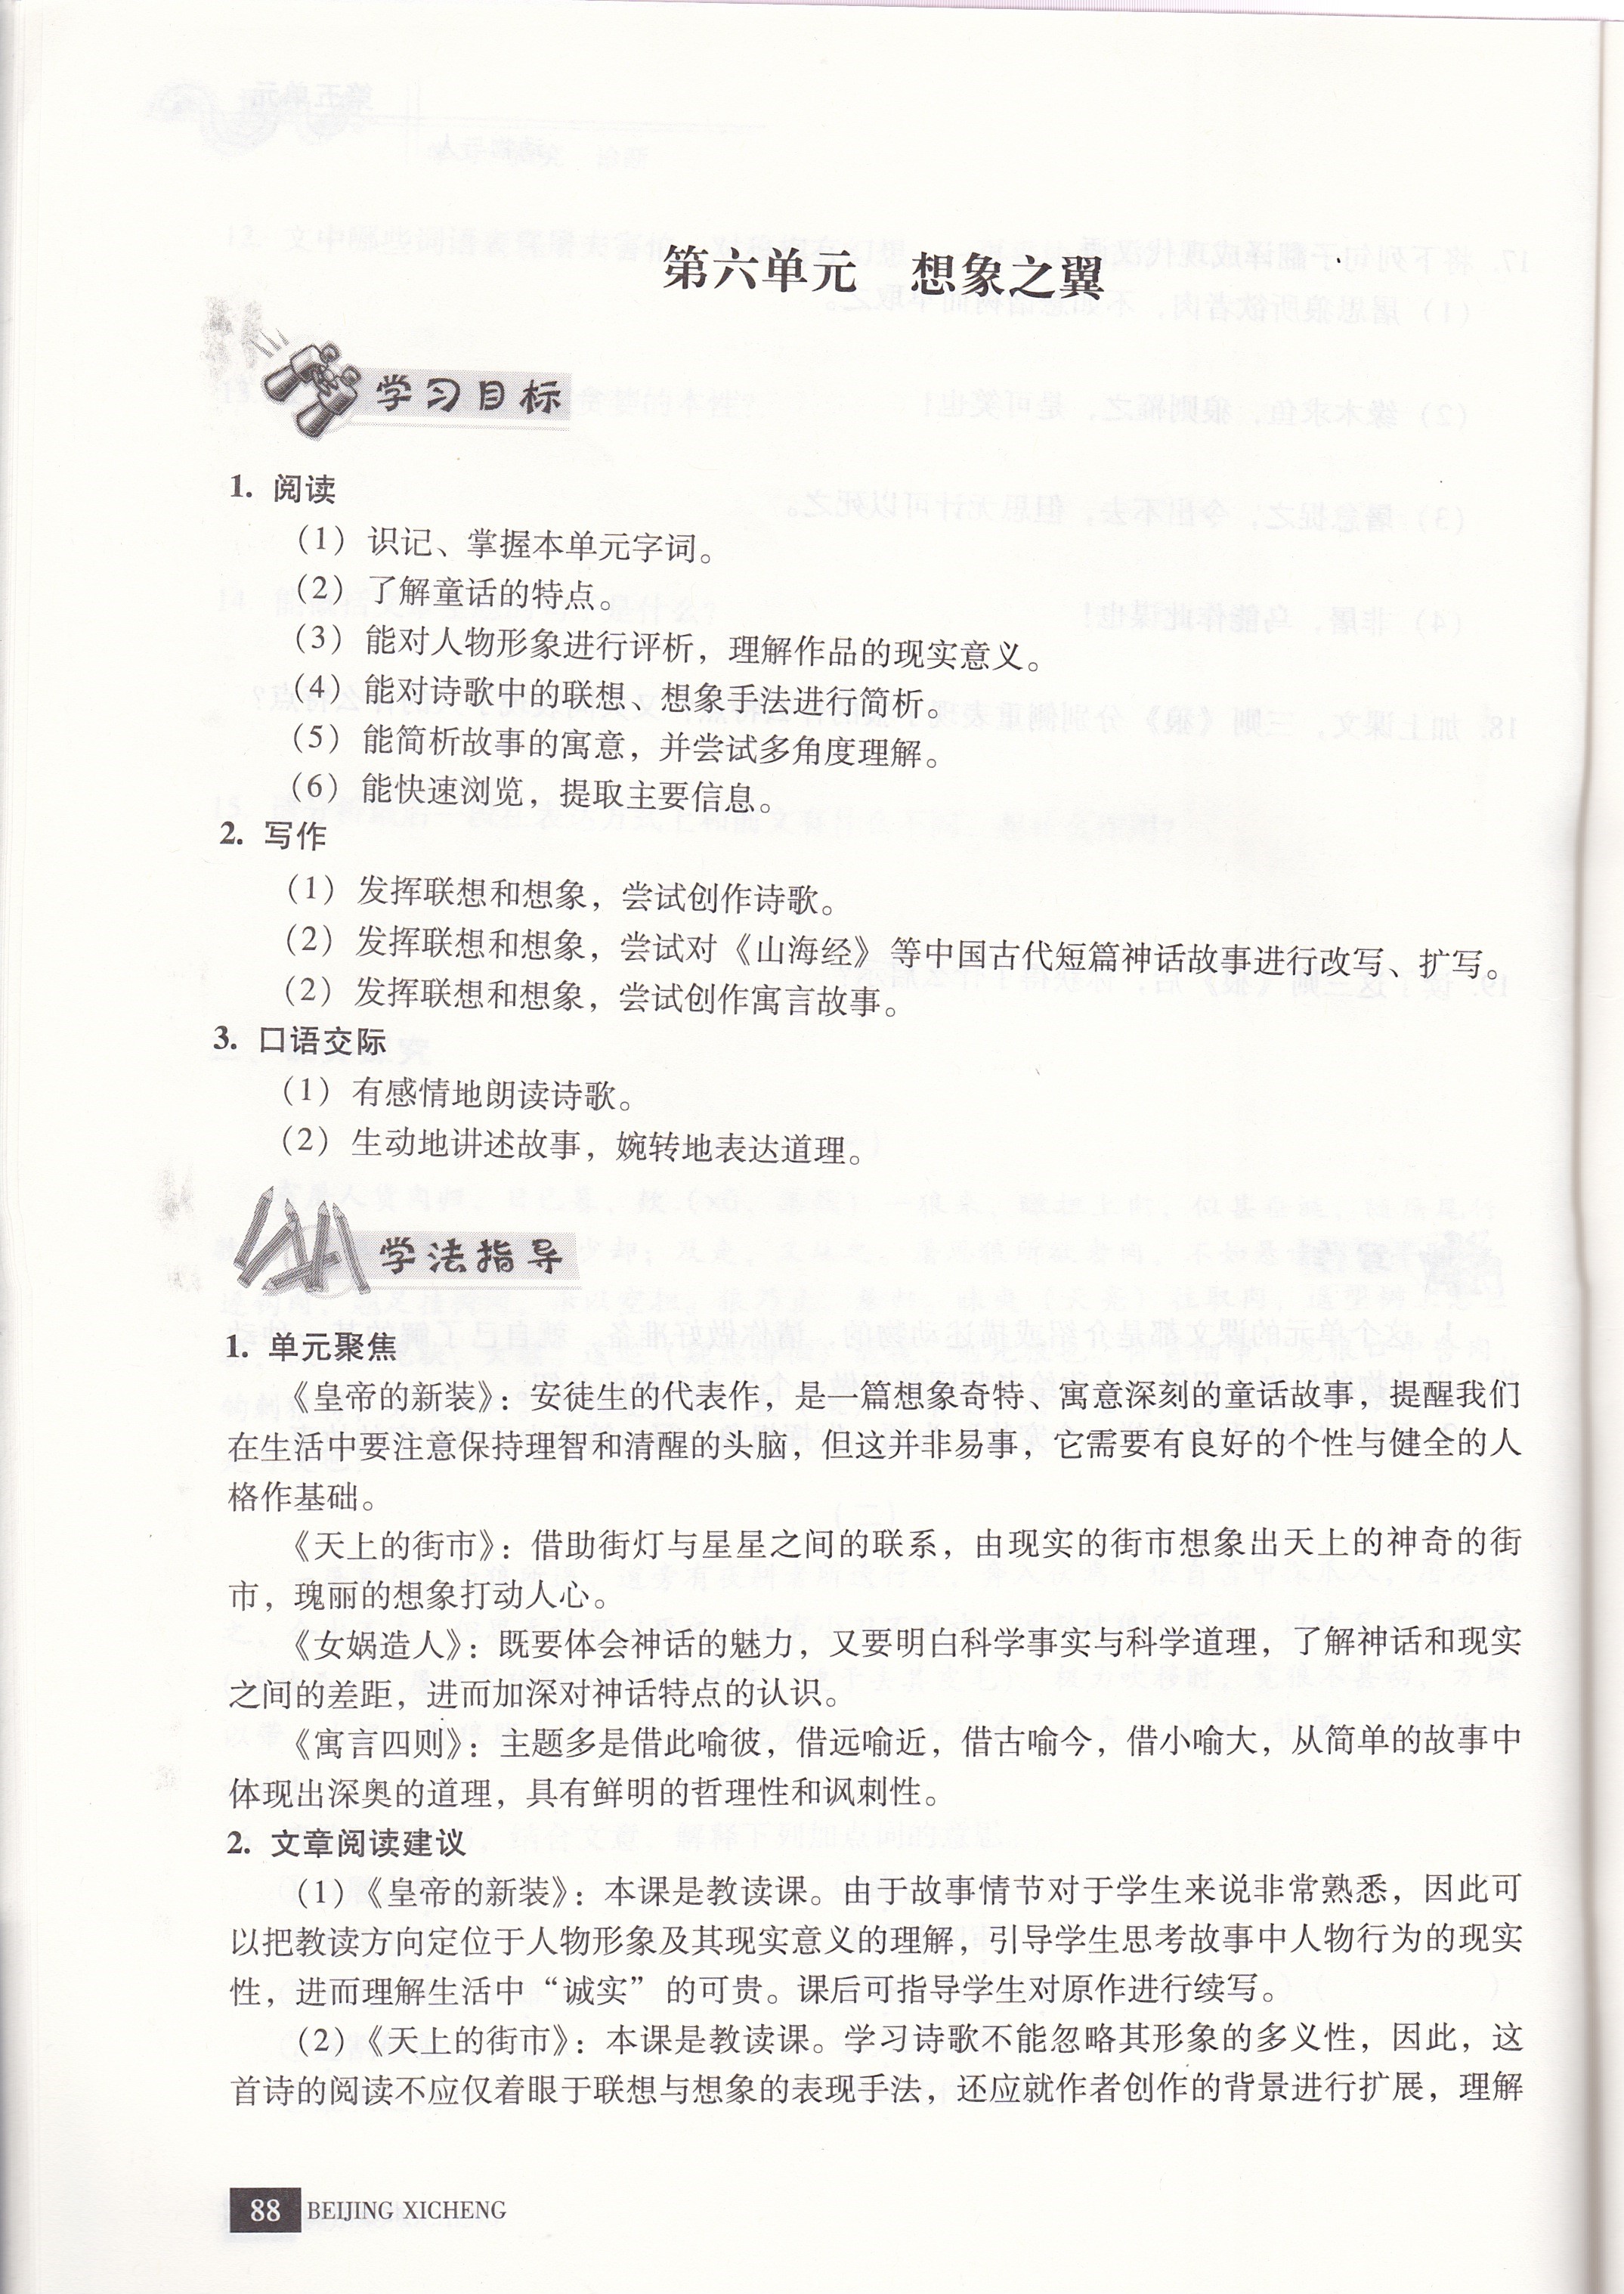 第六单元　想象之翼
学习目标
1. 阅读
（1）识记、掌握本单元字词。
（2）了解童话的特点。
（3）能对人物形象进行评析，理解作品的现实意义。
（4）能对诗歌中的联想、想象手法进行简析。
（5）能简析故事的寓意，并尝试多角度理解。
（6）能快速浏览，提取主要信息。
2. 写作
（1）发挥联想和想象，尝试创作诗歌。
（2）发挥联想和想象，尝试对《山海经》等中国古代短篇神话故事进行改写、扩写。
（2）发挥联想和想象，尝试创作寓言故事。
3. 口语交际
（1）有感情地朗读诗歌。
（2）生动地讲述故事，婉转地表达道理。
学法指导
1. 单元聚焦
《皇帝的新装》：安徒生的代表作，是一篇想象奇特、寓意深刻的童话故事，提醒我们
在生活中要注意保持理智和清醒的头脑，但这并非易事，它需要有良好的个性与健全的人
格作基础。
《天上的街市》：借助街灯与星星之间的联系，由现实的街市想象出天上的神奇的街
市，瑰丽的想象打动人心。
《女娲造人》：既要体会神话的魅力，又要明白科学事实与科学道理，了解神话和现实
之间的差距，进而加深对神话特点的认识。
《寓言四则》：主题多是借此喻彼，借远喻近，借古喻今，借小喻大，从简单的故事中
体现出深奥的道理，具有鲜明的哲理性和讽刺性。
2. 文章阅读建议
（1）《皇帝的新装》：本课是教读课。由于故事情节对于学生来说非常熟悉，因此可
以把教读方向定位于人物形象及其现实意义的理解，引导学生思考故事中人物行为的现实
性，进而理解生活中“诚实”的可贵。课后可指导学生对原作进行续写。
（2）《天上的街市》：本课是教读课。学习诗歌不能忽略其形象的多义性，因此，这
首诗的阅读不应仅着眼于联想与想象的表现手法，还应就作者创作的背景进行扩展，理解
88 BEIJING XICHENG